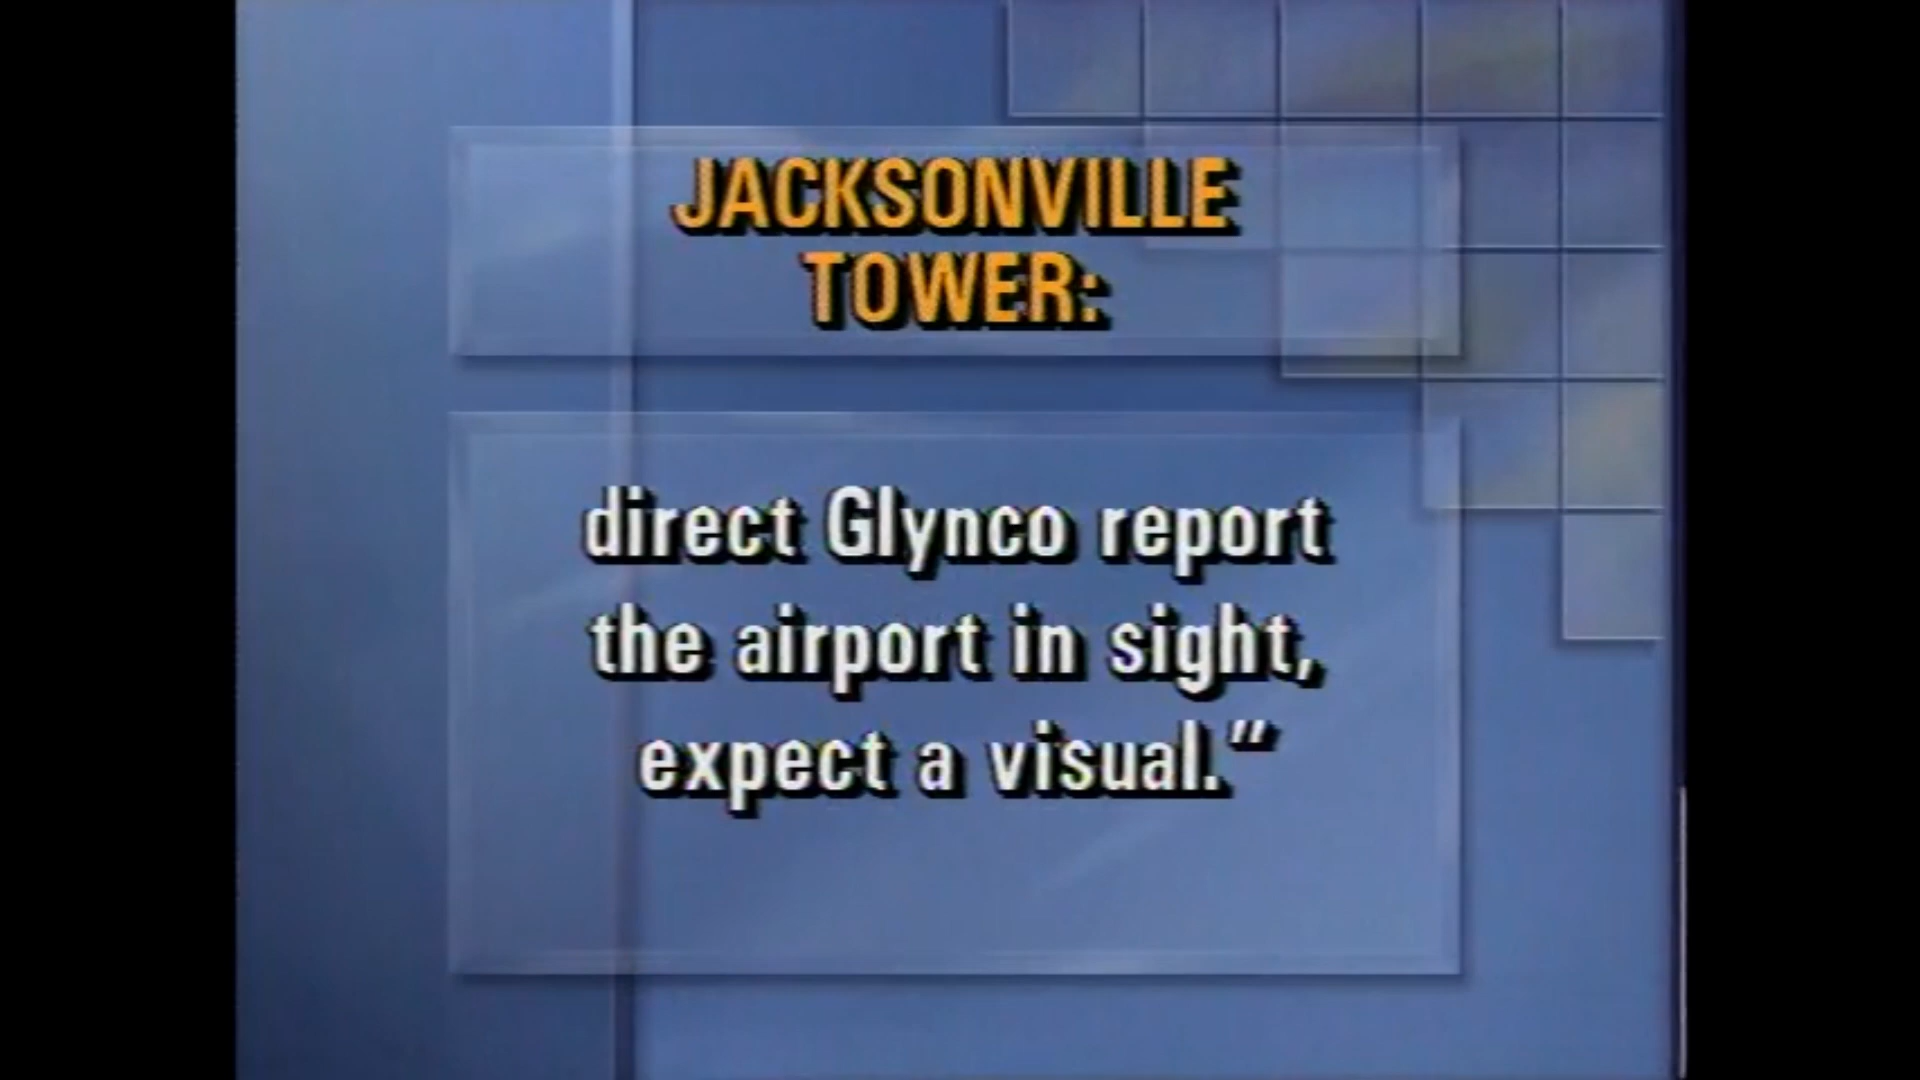 JACKSONVILLE
TOWER:
direct Glynco report
the airport in sight,
expect a visual."